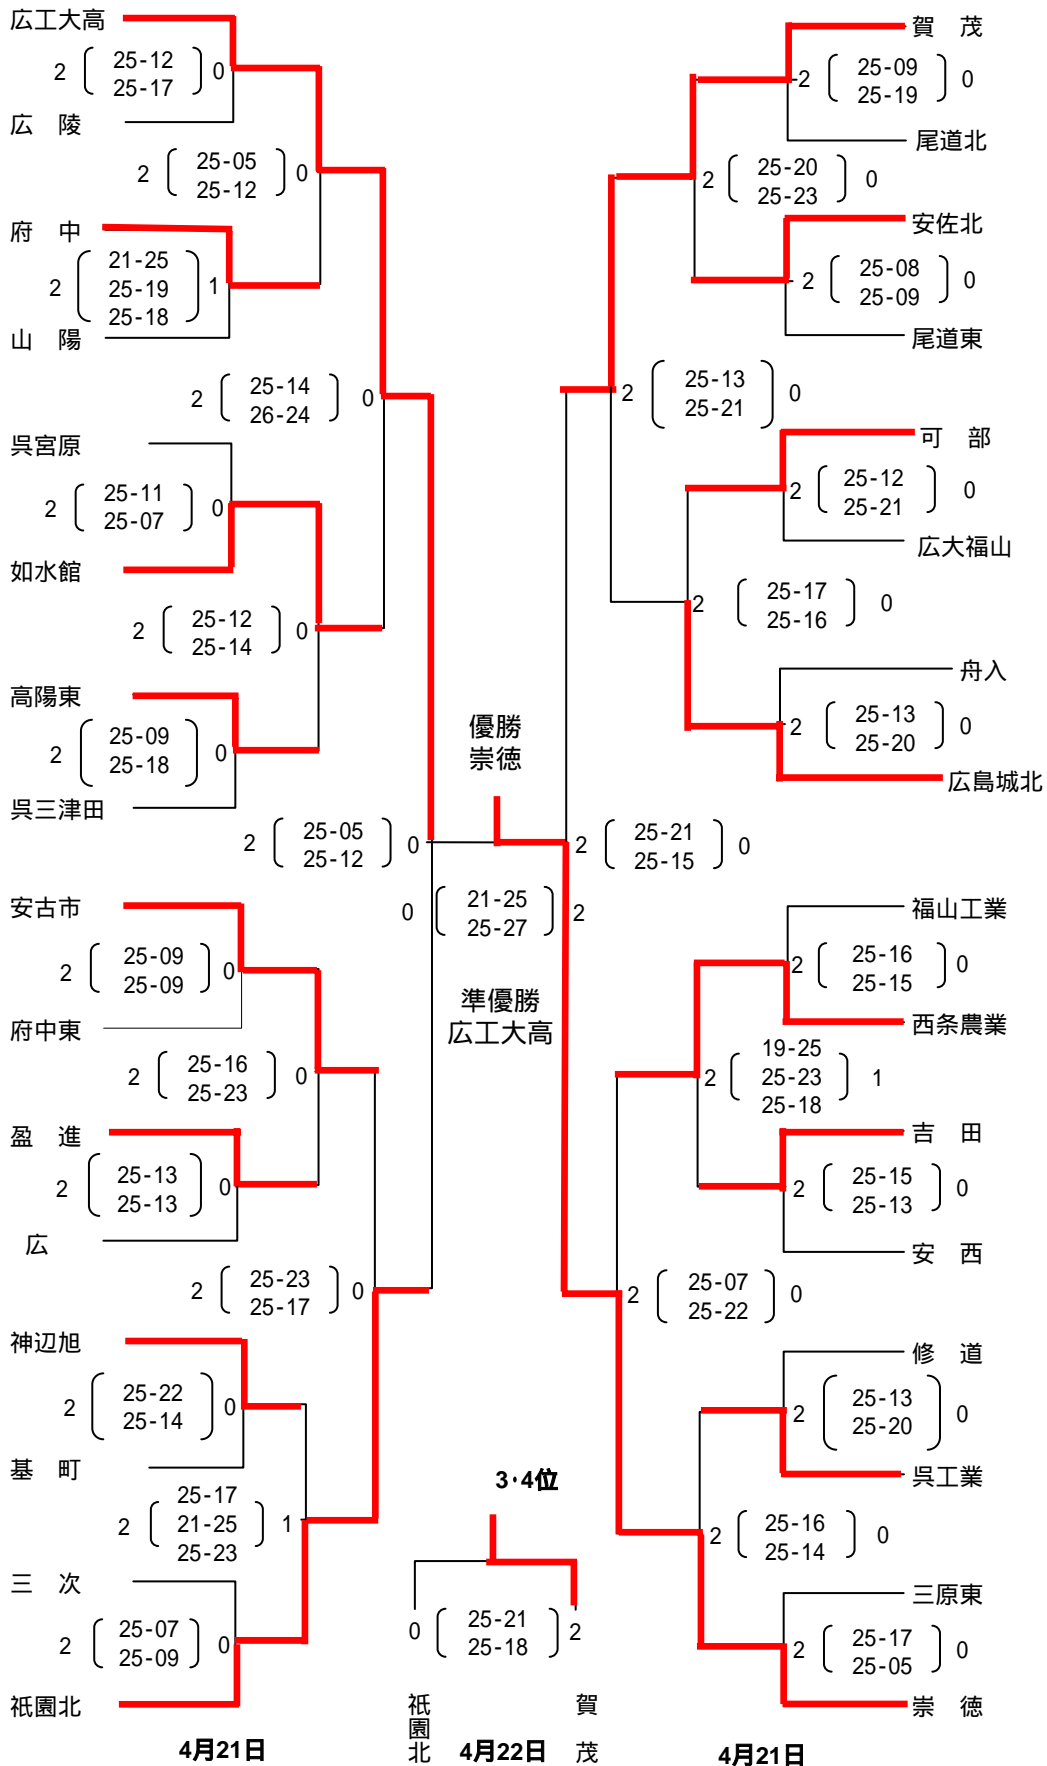 広工大高
2 25-12 0
25-17
広　陵
2 25-05 0
25-12
府　中
2 21-25 1
25-19
25-18
山　陽
2 25-14 0
26-24
呉宮原
2 25-11 0
25-07
如水館
2 25-12 0
25-14
高陽東
2 25-09 0
25-18
呉三津田
2 25-05 0
25-12
安古市
2 25-09 0
25-09
府中東
2 25-16 0
25-23
盈　進
2 25-13 0
25-13
広
2 25-23 0
25-17
神辺旭
2 25-22 0
25-14
基　町
2 25-17 1
21-25
25-23
三　次
2 25-07 0
25-09
祇園北
4月21日
優勝
崇徳
0 21-25 2
25-27
準優勝
広工大高
3・4位
0 25-21 2
25-18
祇園北
賀　茂
4月22日
賀　茂
2 25-09 0
25-19
尾道北
2 25-20 0
25-23
安佐北
2 25-08 0
25-09
尾道東
2 25-13 0
25-21
可　部
2 25-12 0
25-21
広大福山
2 25-17 0
25-16
舟入
2 25-13 0
25-20
広島城北
2 25-21 0
25-15
福山工業
2 25-16 0
25-15
西条農業
2 19-25 1
25-23
25-18
吉　田
2 25-15 0
25-13
安　西
2 25-07 0
25-22
修　道
2 25-13 0
25-20
呉工業
2 25-16 0
25-14
三原東
2 25-17 0
25-05
崇　徳
4月21日